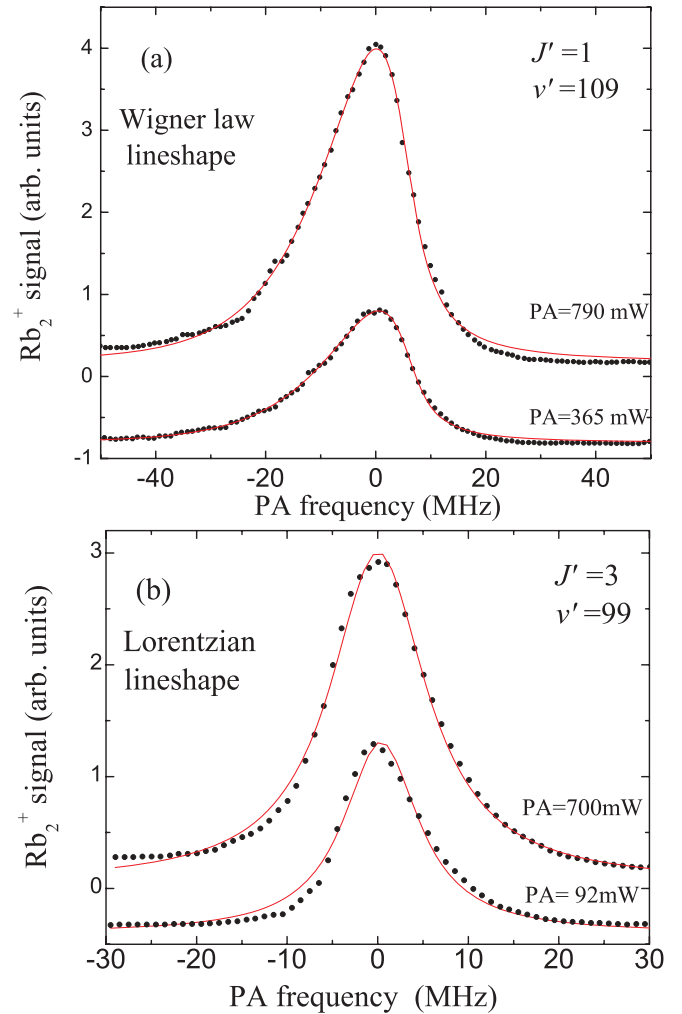 (a)
J′ =1
v′ =109
Wigner law
lineshape
PA=790 mW
PA=365 mW
4
3
2
1
0
-1
Rb₂⁺ signal (arb. units)
-40 -20 0 20 40
PA frequency (MHz)
(b)
J′ =3
v′ =99
Lorentzian
lineshape
PA=700mW
PA= 92mW
3
2
1
0
Rb₂⁺ signal (arb. units)
-30 -20 -10 0 10 20 30
PA frequency (MHz)